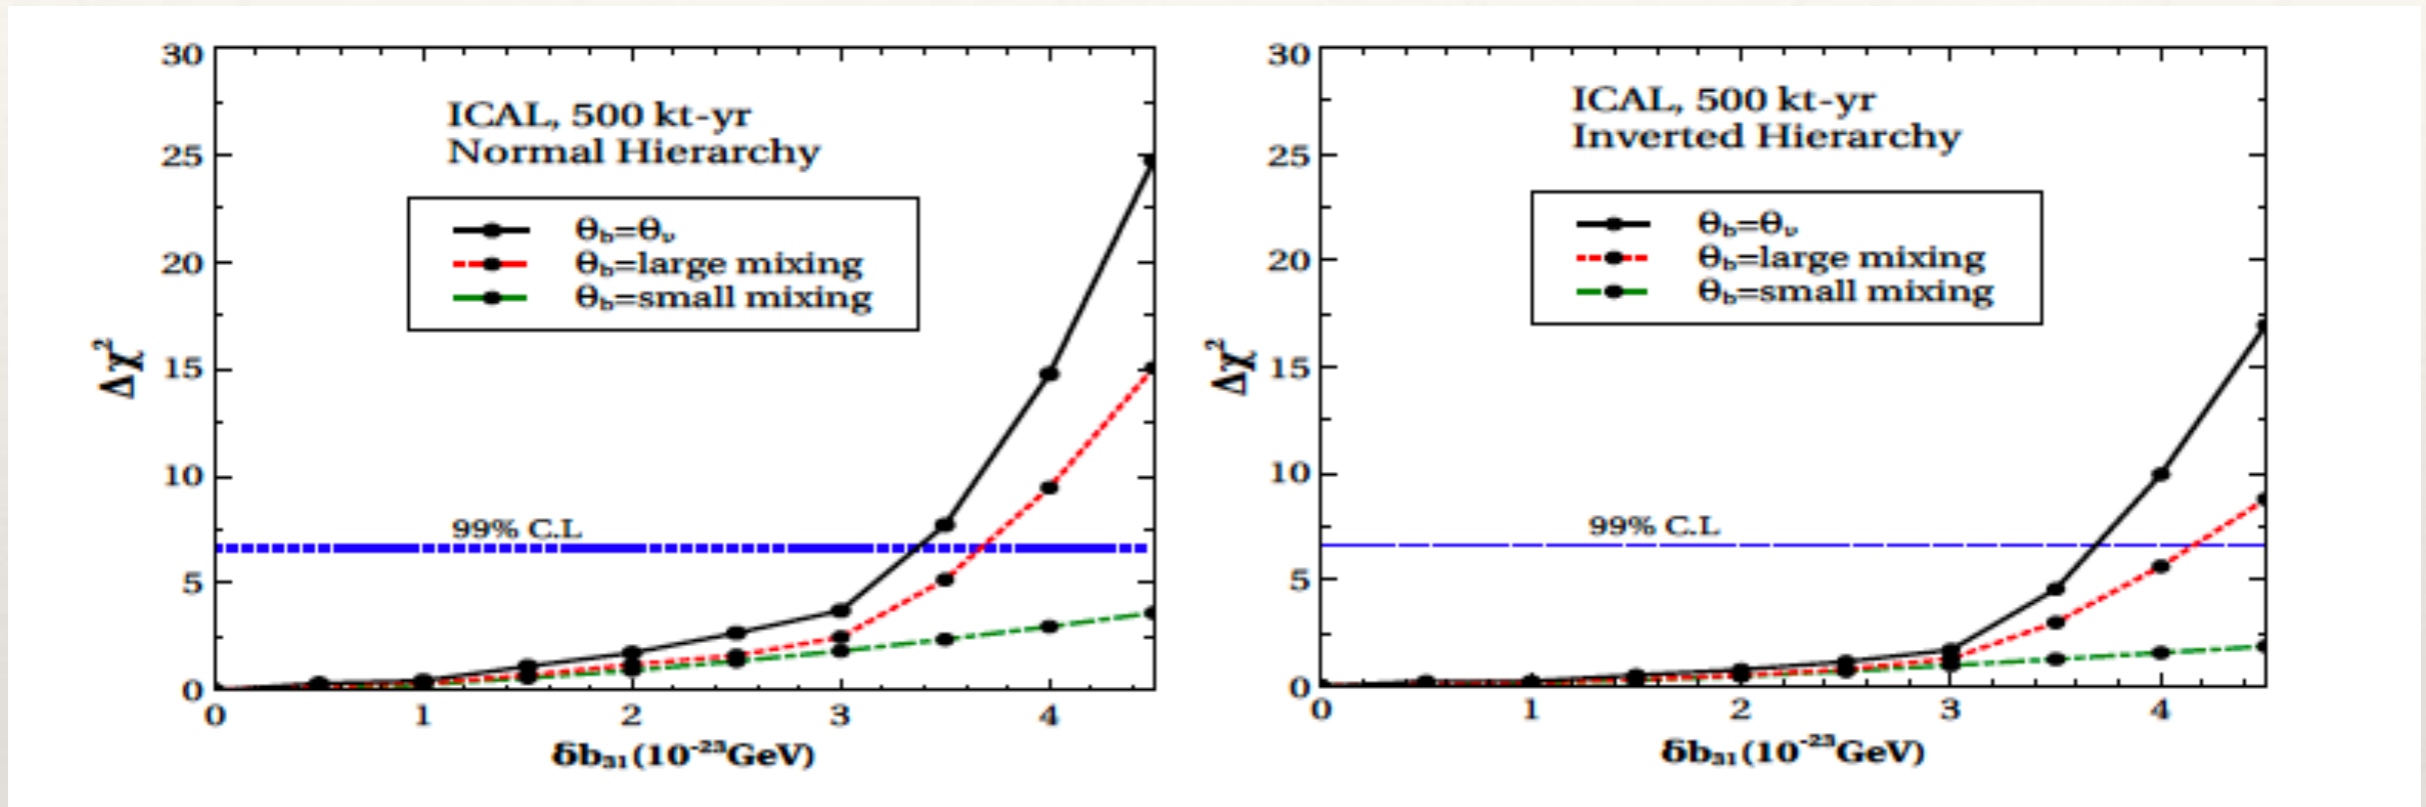 30
25
20
15
10
5
0
Δχ²
ICAL, 500 kt-yr
Normal Hierarchy
θb=θν
θb=large mixing
θb=small mixing
99% C.L
0 1 2 3 4
δb₃₁(10⁻²³GeV)
30
25
20
15
10
5
0
Δχ²
ICAL, 500 kt-yr
Inverted Hierarchy
θb=θν
θb=large mixing
θb=small mixing
99% C.L
0 1 2 3 4
δb₃₁(10⁻²³GeV)